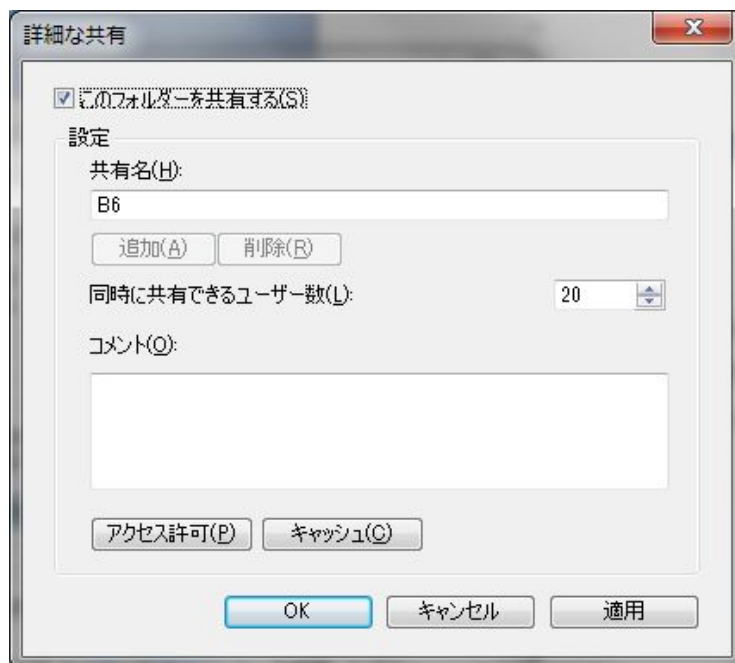 詳細な共有
このフォルダーを共有する(S)
設定
共有名(H):
B6
追加(A) 削除(R)
同時に共有できるユーザー数(L): 20
コメント(O):
アクセス許可(P) キャッシュ(C)
OK キャンセル 適用